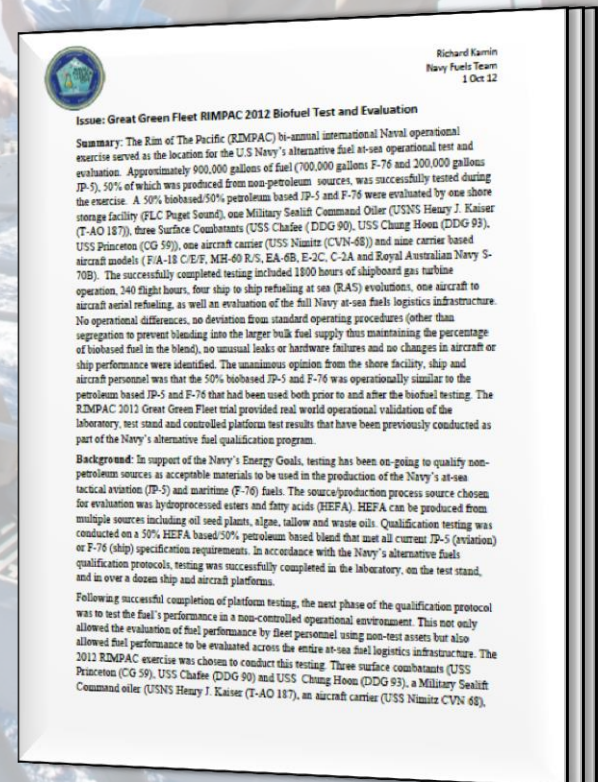 Richard Kamin
Navy Fuels Team
1 Oct 12
Issue: Great Green Fleet RIMPAC 2012 Biofuel Test and Evaluation
Summary: The Rim of The Pacific (RIMPAC) bi-annual international Naval operational
exercise served as the location for the U.S Navy's alternative fuel at-sea operational test and
evaluation. Approximately 900,000 gallons of fuel (700,000 gallons F-76 and 200,000 gallons
JP-5), 50% of which was produced from non-petroleum sources, was successfully tested during
the exercise. A 50% biobased/50% petroleum based JP-5 and F-76 were evaluated by one shore
storage facility (FLC Puget Sound), one Military Sealift Command Oiler (USNS Henry J. Kaiser
(T-AO 187)), three Surface Combatants (USS Chafee ( DDG 90), USS Chung Hoon (DDG 93),
USS Princeton (CG 59)), one aircraft carrier (USS Nimitz (CVN-68)) and nine carrier based
aircraft models ( F/A-18 C/E/F, MH-60 R/S, EA-6B, E-2C, C-2A and Royal Australian Navy S-
70B). The successfully completed testing included 1800 hours of shipboard gas turbine
operation, 240 flight hours, four ship to ship refueling at sea (RAS) evolutions, one aircraft to
aircraft aerial refueling, as well an evaluation of the full Navy at-sea fuels logistics infrastructure.
No operational differences, no deviation from standard operating procedures (other than
segregation to prevent blending into the larger bulk fuel supply thus maintaining the percentage
of biobased fuel in the blend), no unusual leaks or hardware failures and no changes in aircraft or
ship performance were identified. The unanimous opinion from the shore facility, ship and
aircraft personnel was that the 50% biobased JP-5 and F-76 was operationally similar to the
petroleum based JP-5 and F-76 that had been used both prior to and after the biofuel testing. The
RIMPAC 2012 Great Green Fleet trial provided real world operational validation of the
laboratory, test stand and controlled platform test results that have been previously conducted as
part of the Navy's alternative fuel qualification program.
Background: In support of the Navy's Energy Goals, testing has been on-going to qualify non-
petroleum sources as acceptable materials to be used in the production of the Navy's at-sea
tactical aviation (JP-5) and maritime (F-76) fuels. The source/production process source chosen
for evaluation was hydroprocessed esters and fatty acids (HEFA). HEFA can be produced from
multiple sources including oil seed plants, algae, tallow and waste oils. Qualification testing was
conducted on a 50% HEFA based/50% petroleum based blend that met all current JP-5 (aviation)
or F-76 (ship) specification requirements. In accordance with the Navy's alternative fuels
qualification protocols, testing was successfully completed in the laboratory, on the test stand,
and in over a dozen ship and aircraft platforms.
Following successful completion of platform testing, the next phase of the qualification protocol
was to test the fuel's performance in a non-controlled operational environment. This not only
allowed the evaluation of fuel performance by fleet personnel using non-test assets but also
allowed fuel performance to be evaluated across the entire at-sea fuel logistics infrastructure. The
2012 RIMPAC exercise was chosen to conduct this testing. Three surface combatants (USS
Princeton (CG 59), USS Chafee (DDG 90) and USS Chung Hoon (DDG 93), a Military Sealift
Command oiler (USNS Henry J. Kaiser (T-AO 187), an aircraft carrier (USS Nimitz CVN 68),